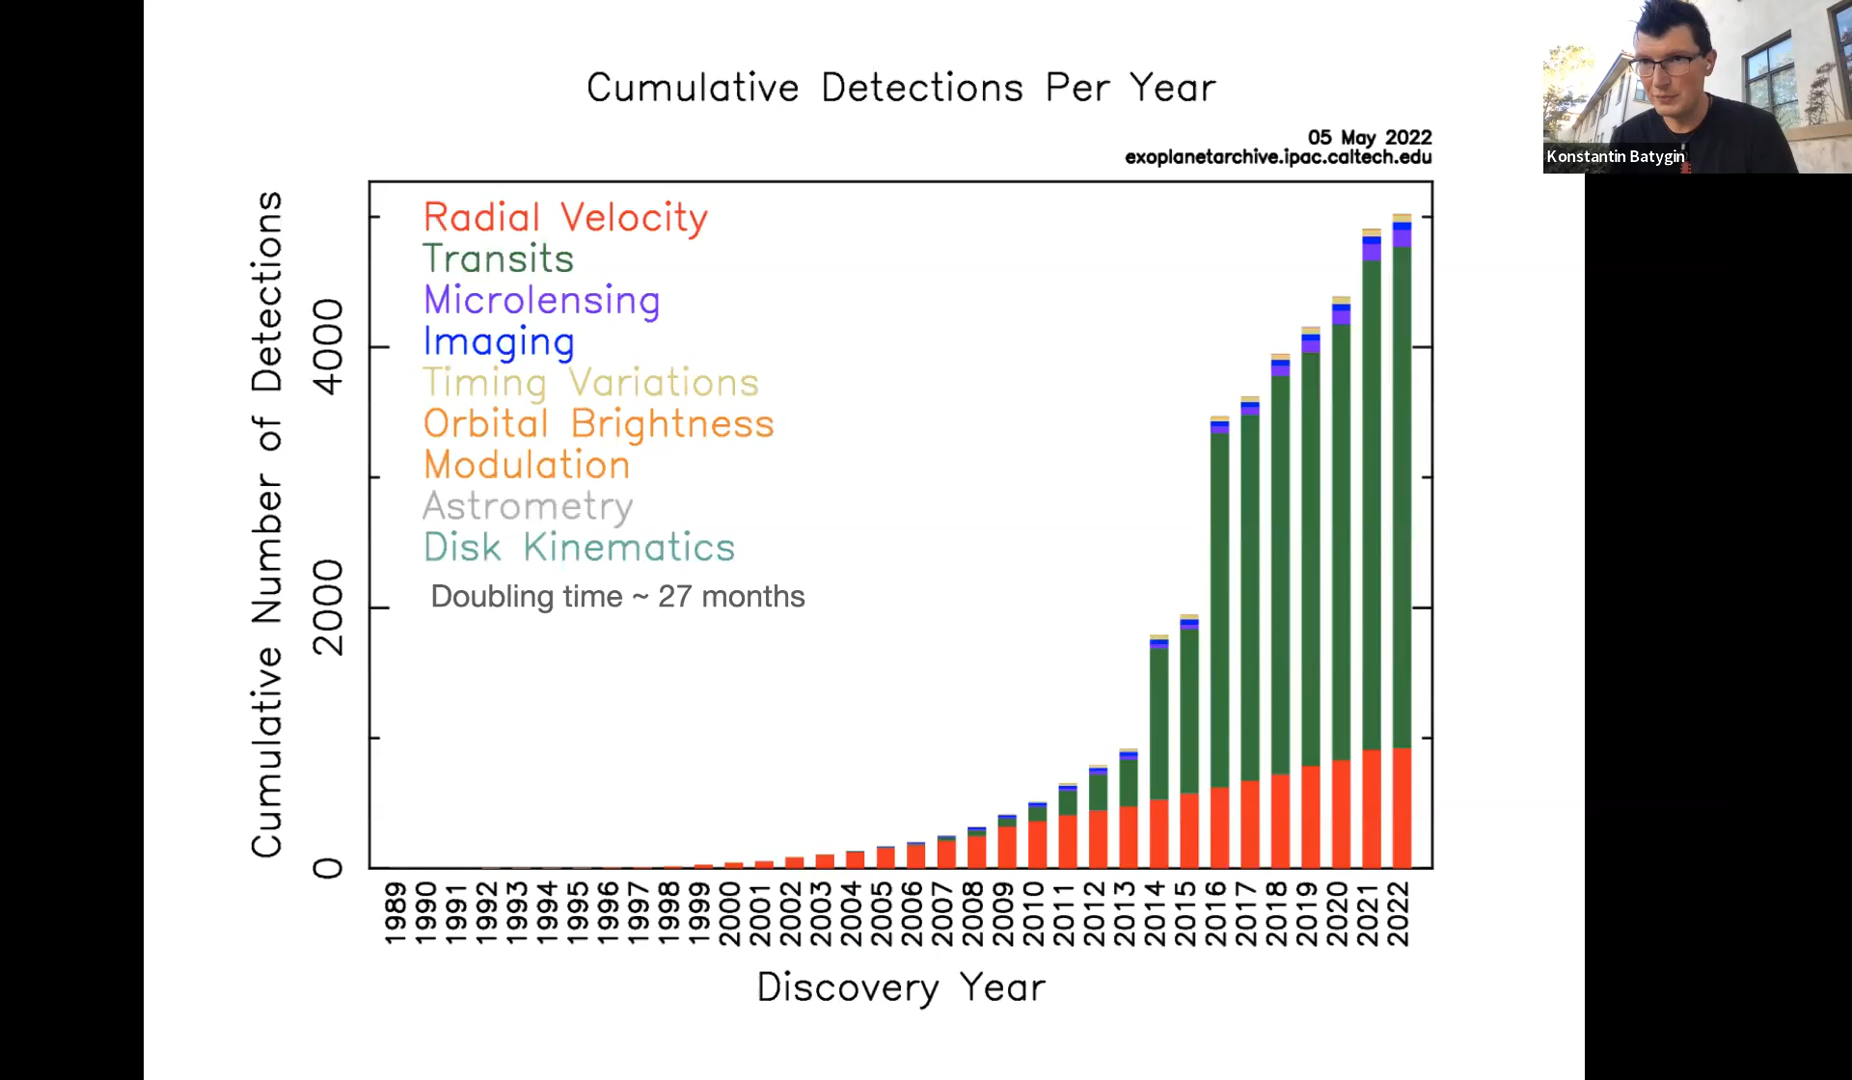 Cumulative Detections Per Year
05 May 2022
exoplanetarchive.ipac.caltech.edu
Konstantin Batygin
Cumulative Number of Detections
4000
2000
0
Radial Velocity
Transits
Microlensing
Imaging
Timing Variations
Orbital Brightness
Modulation
Astrometry
Disk Kinematics
Doubling time ~ 27 months
1989 1990 1991 1992 1993 1994 1995 1996 1997 1998 1999 2000 2001 2002 2003 2004 2005 2006 2007 2008 2009 2010 2011 2012 2013 2014 2015 2016 2017 2018 2019 2020 2021 2022
Discovery Year